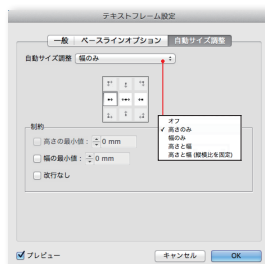 テキストフレーム設定
一般 ベースラインオプション 自動サイズ調整
自動サイズ調整 幅のみ
オフ
✓ 高さのみ
幅のみ
高さと幅
高さと幅 (縦横比を固定)
制約
高さの最小値: 0 mm
幅の最小値: 0 mm
改行なし
プレビュー キャンセル OK